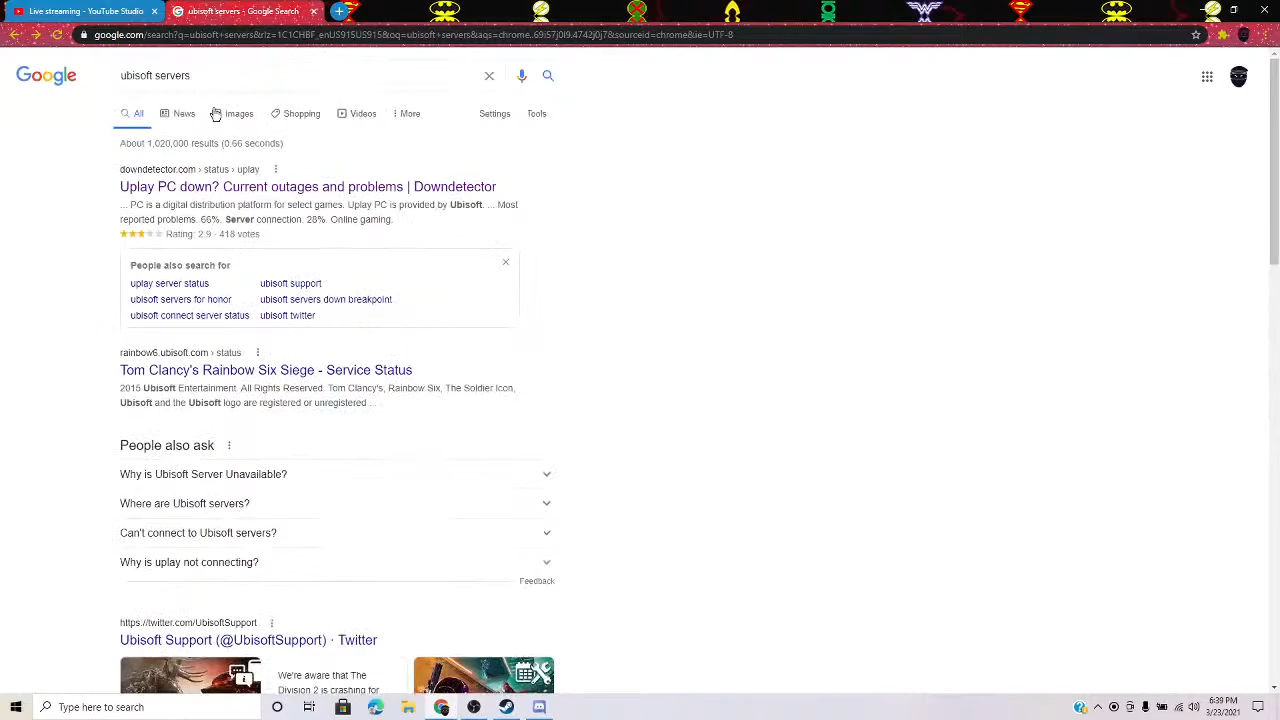 Live streaming - YouTube Studio
ubisoft servers - Google Search
google.com/search?q=ubisoft+servers&rlz=1C1CHBF_enUS915US915&oq=ubisoft+servers&aqs=chrome..69i57j0l9.4742j0j7&sourceid=chrome&ie=UTF-8
Google
ubisoft servers
All
News
Images
Shopping
Videos
More
Settings
Tools
About 1,020,000 results (0.66 seconds)
downdetector.com › status › uplay
Uplay PC down? Current outages and problems | Downdetector
... PC is a digital distribution platform for select games. Uplay PC is provided by Ubisoft. ... Most
reported problems. 66%. Server connection. 28%. Online gaming.
Rating: 2.9 · 418 votes
People also search for
uplay server status
ubisoft support
ubisoft servers for honor
ubisoft servers down breakpoint
ubisoft connect server status
ubisoft twitter
rainbow6.ubisoft.com › status
Tom Clancy's Rainbow Six Siege - Service Status
2015 Ubisoft Entertainment. All Rights Reserved. Tom Clancy's, Rainbow Six, The Soldier Icon,
Ubisoft and the Ubisoft logo are registered or unregistered ...
People also ask
Why is Ubisoft Server Unavailable?
Where are Ubisoft servers?
Can't connect to Ubisoft servers?
Why is uplay not connecting?
Feedback
https://twitter.com/UbisoftSupport
Ubisoft Support (@UbisoftSupport) · Twitter
We're aware that The
Division 2 is crashing for
Type here to search
6:39 PM
3/23/2021